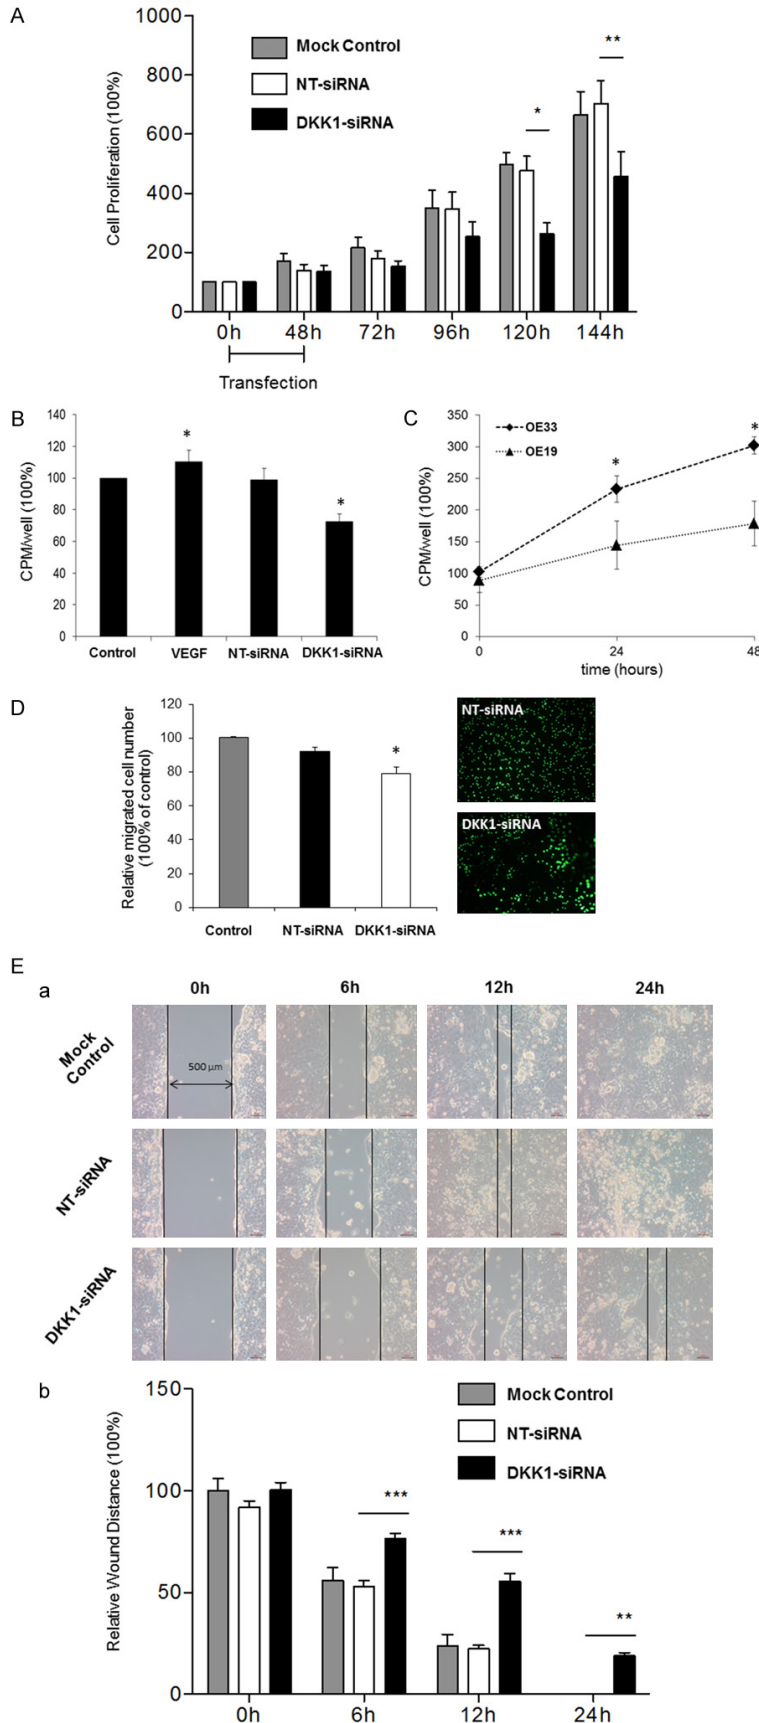 A
Cell Proliferation (100%)
1000
800
600
400
200
0
Mock Control
NT-siRNA
DKK1-siRNA
*
**
0h 48h 72h 96h 120h 144h
Transfection
B
CPM/well (100%)
140
120
100
80
60
40
20
0
*
*
Control VEGF NT-siRNA DKK1-siRNA
C
CPM/well (100%)
350
300
250
200
150
100
50
0
OE33
OE19
*
*
0 24 48
time (hours)
D
Relative migrated cell number
(100% of control)
120
100
80
60
40
20
0
*
Control NT-siRNA DKK1-siRNA
NT-siRNA
DKK1-siRNA
E
a
0h 6h 12h 24h
Mock
Control
500 µm
NT-siRNA
DKK1-siRNA
b
Relative Wound Distance (100%)
150
100
50
0
Mock Control
NT-siRNA
DKK1-siRNA
***
***
**
0h 6h 12h 24h